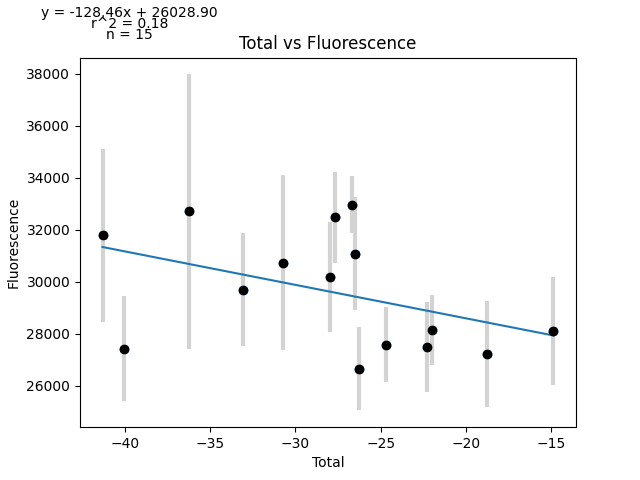 y = -128.46x + 26028.90
r^2 = 0.18
n = 15
Total vs Fluorescence
38000
36000
34000
32000
30000
28000
26000
Fluorescence
−40
−35
−30
−25
−20
−15
Total